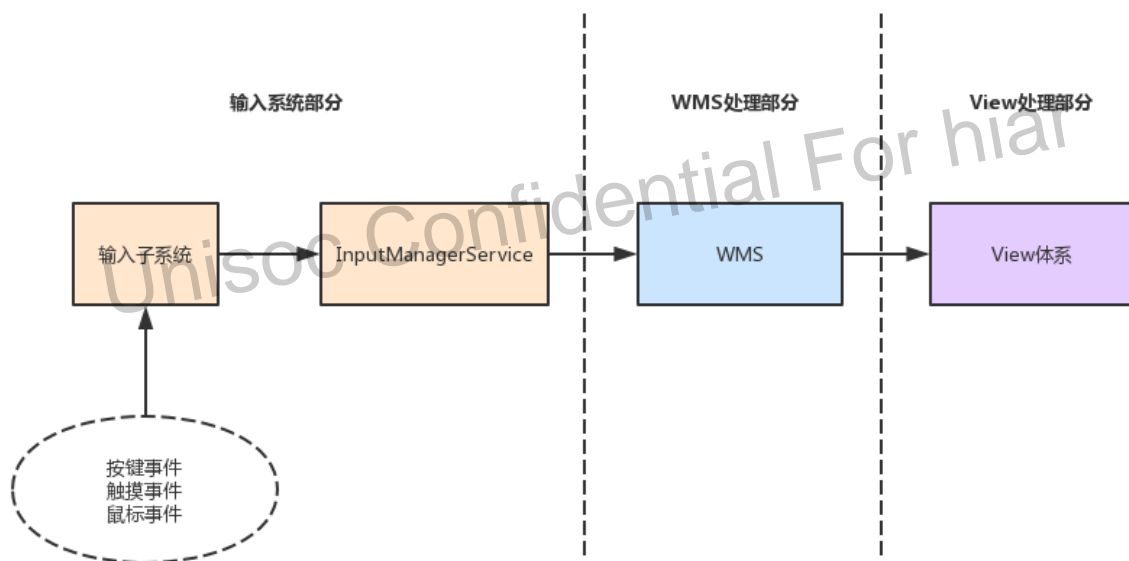 输入系统部分
WMS处理部分
View处理部分
输入子系统
InputManagerService
WMS
View体系
按键事件
触摸事件
鼠标事件
Unisoc Confidential For hiar